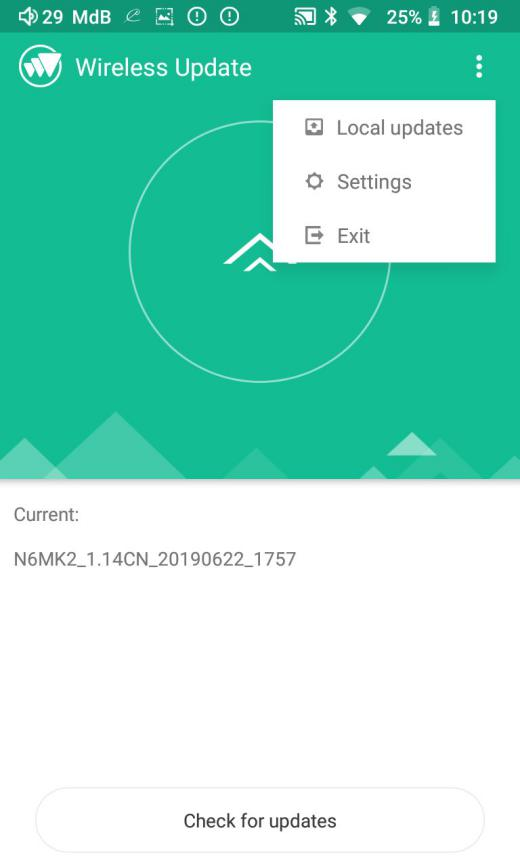 29 MdB 25% 10:19
Wireless Update
Local updates
Settings
Exit
Current:
N6MK2_1.14CN_20190622_1757
Check for updates